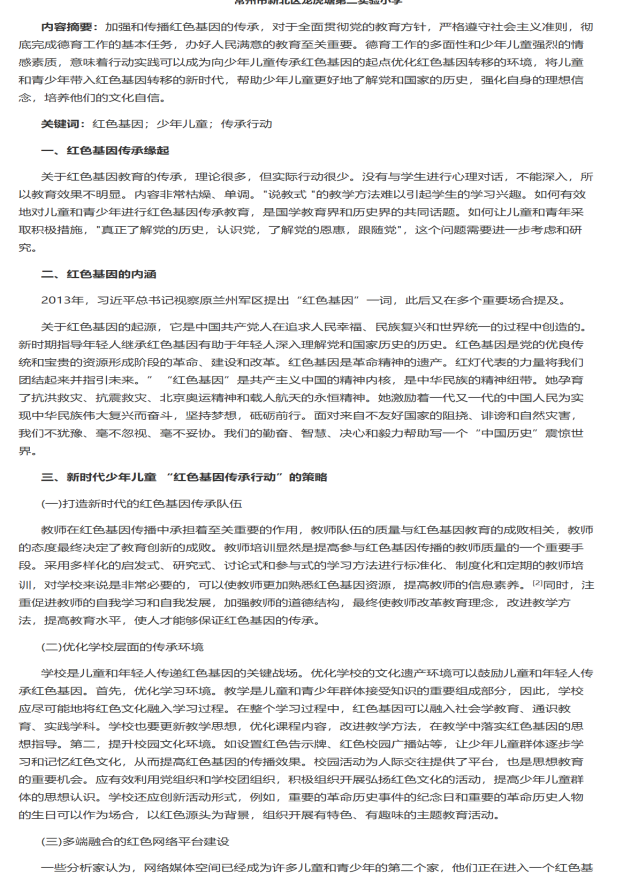 常州市新北区龙虎塘第二实验小学
内容摘要：加强和传播红色基因的传承，对于全面贯彻党的教育方针，严格遵守社会主义准则，彻
底完成德育工作的基本任务，办好人民满意的教育至关重要。德育工作的多面性和少年儿童强烈的情
感素质，意味着行动实践可以成为向少年儿童传承红色基因的起点优化红色基因转移的环境，将儿童
和青少年带入红色基因转移的新时代，帮助少年儿童更好地了解党和国家的历史，强化自身的理想信
念，培养他们的文化自信。
关键词：红色基因；少年儿童；传承行动
一、红色基因传承缘起
关于红色基因教育的传承，理论很多，但实际行动很少。没有与学生进行心理对话，不能深入，所
以教育效果不明显。内容非常枯燥、单调。"说教式 "的教学方法难以引起学生的学习兴趣。如何有效
地对儿童和青少年进行红色基因传承教育，是国学教育界和历史界的共同话题。如何让儿童和青年采
取积极措施，"真正了解党的历史，认识党，了解党的恩惠，跟随党"，这个问题需要进一步考虑和研
究。
二、红色基因的内涵
2013年，习近平总书记视察原兰州军区提出“红色基因”一词，此后又在多个重要场合提及。
关于红色基因的起源，它是中国共产党人在追求人民幸福、民族复兴和世界统一的过程中创造的。
新时期指导年轻人继承红色基因有助于年轻人深入理解党和国家历史的历史。红色基因是党的优良传
统和宝贵的资源形成阶段的革命、建设和改革。红色基因是革命精神的遗产。红灯代表的力量将我们
团结起来并指引未来。” “红色基因”是共产主义中国的精神内核，是中华民族的精神纽带。她孕育
了抗洪救灾、抗震救灾、北京奥运精神和载人航天的永恒精神。她激励着一代又一代的中国人民为实
现中华民族伟大复兴而奋斗，坚持梦想，砥砺前行。面对来自不友好国家的阻挠、诽谤和自然灾害，
我们不犹豫、毫不忽视、毫不妥协。我们的勤奋、智慧、决心和毅力帮助写一个“中国历史”震惊世
界。
三、新时代少年儿童 “红色基因传承行动”的策略
(一)打造新时代的红色基因传承队伍
教师在红色基因传播中承担着至关重要的作用，教师队伍的质量与红色基因教育的成败相关，教师
的态度最终决定了教育创新的成败。教师培训显然是提高参与红色基因传播的教师质量的一个重要手
段。采用多样化的启发式、研究式、讨论式和参与式的学习方法进行标准化、制度化和定期的教师培
训，对学校来说是非常必要的，可以使教师更加熟悉红色基因资源，提高教师的信息素养。[2]同时，注
重促进教师的自我学习和自我发展，加强教师的道德结构，最终使教师改革教育理念，改进教学方
法，提高教育水平，使人才能够保证红色基因的传承。
(二)优化学校层面的传承环境
学校是儿童和年轻人传递红色基因的关键战场。优化学校的文化遗产环境可以鼓励儿童和年轻人传
承红色基因。首先，优化学习环境。教学是儿童和青少年群体接受知识的重要组成部分，因此，学校
应尽可能地将红色文化融入学习过程。在整个学习过程中，红色基因可以融入社会学教育、通识教
育、实践学科。学校也要更新教学思想，优化课程内容，改进教学方法，在教学中落实红色基因的思
想指导。第二，提升校园文化环境。如设置红色告示牌、红色校园广播站等，让少年儿童群体逐步学
习和记忆红色文化，从而提高红色基因的传播效果。校园活动为人际交往提供了平台，也是思想教育
的重要机会。应有效利用党组织和学校团组织，积极组织开展弘扬红色文化的活动，提高少年儿童群
体的思想认识。学校还应创新活动形式，例如，重要的革命历史事件的纪念日和重要的革命历史人物
的生日可以作为场合，以红色源头为背景，组织开展有特色、有趣味的主题教育活动。
(三)多端融合的红色网络平台建设
一些分析家认为，网络媒体空间已经成为许多儿童和青少年的第二个家，他们正在进入一个红色基